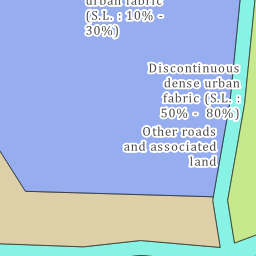 urban fabric
(S.L. : 10% -
30%)
Discontinuous
dense urban
fabric (S.L. :
50% -  80%)
Other roads
and associated
land